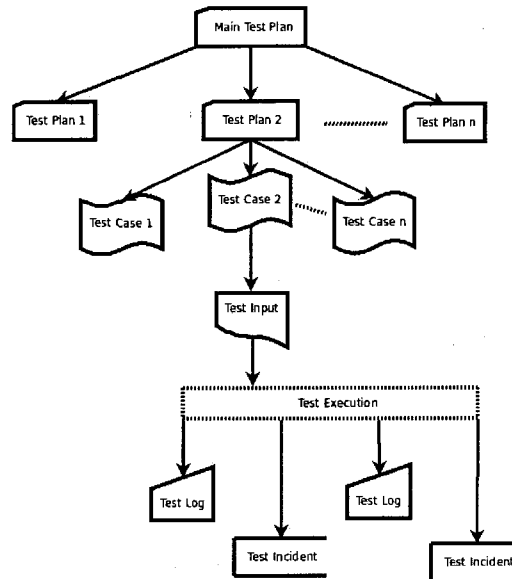 Main Test Plan
Test Plan 1
Test Plan 2
Test Plan n
Test Case 1
Test Case 2
Test Case n
Test Input
Test Execution
Test Log
Test Log
Test Incident
Test Incident